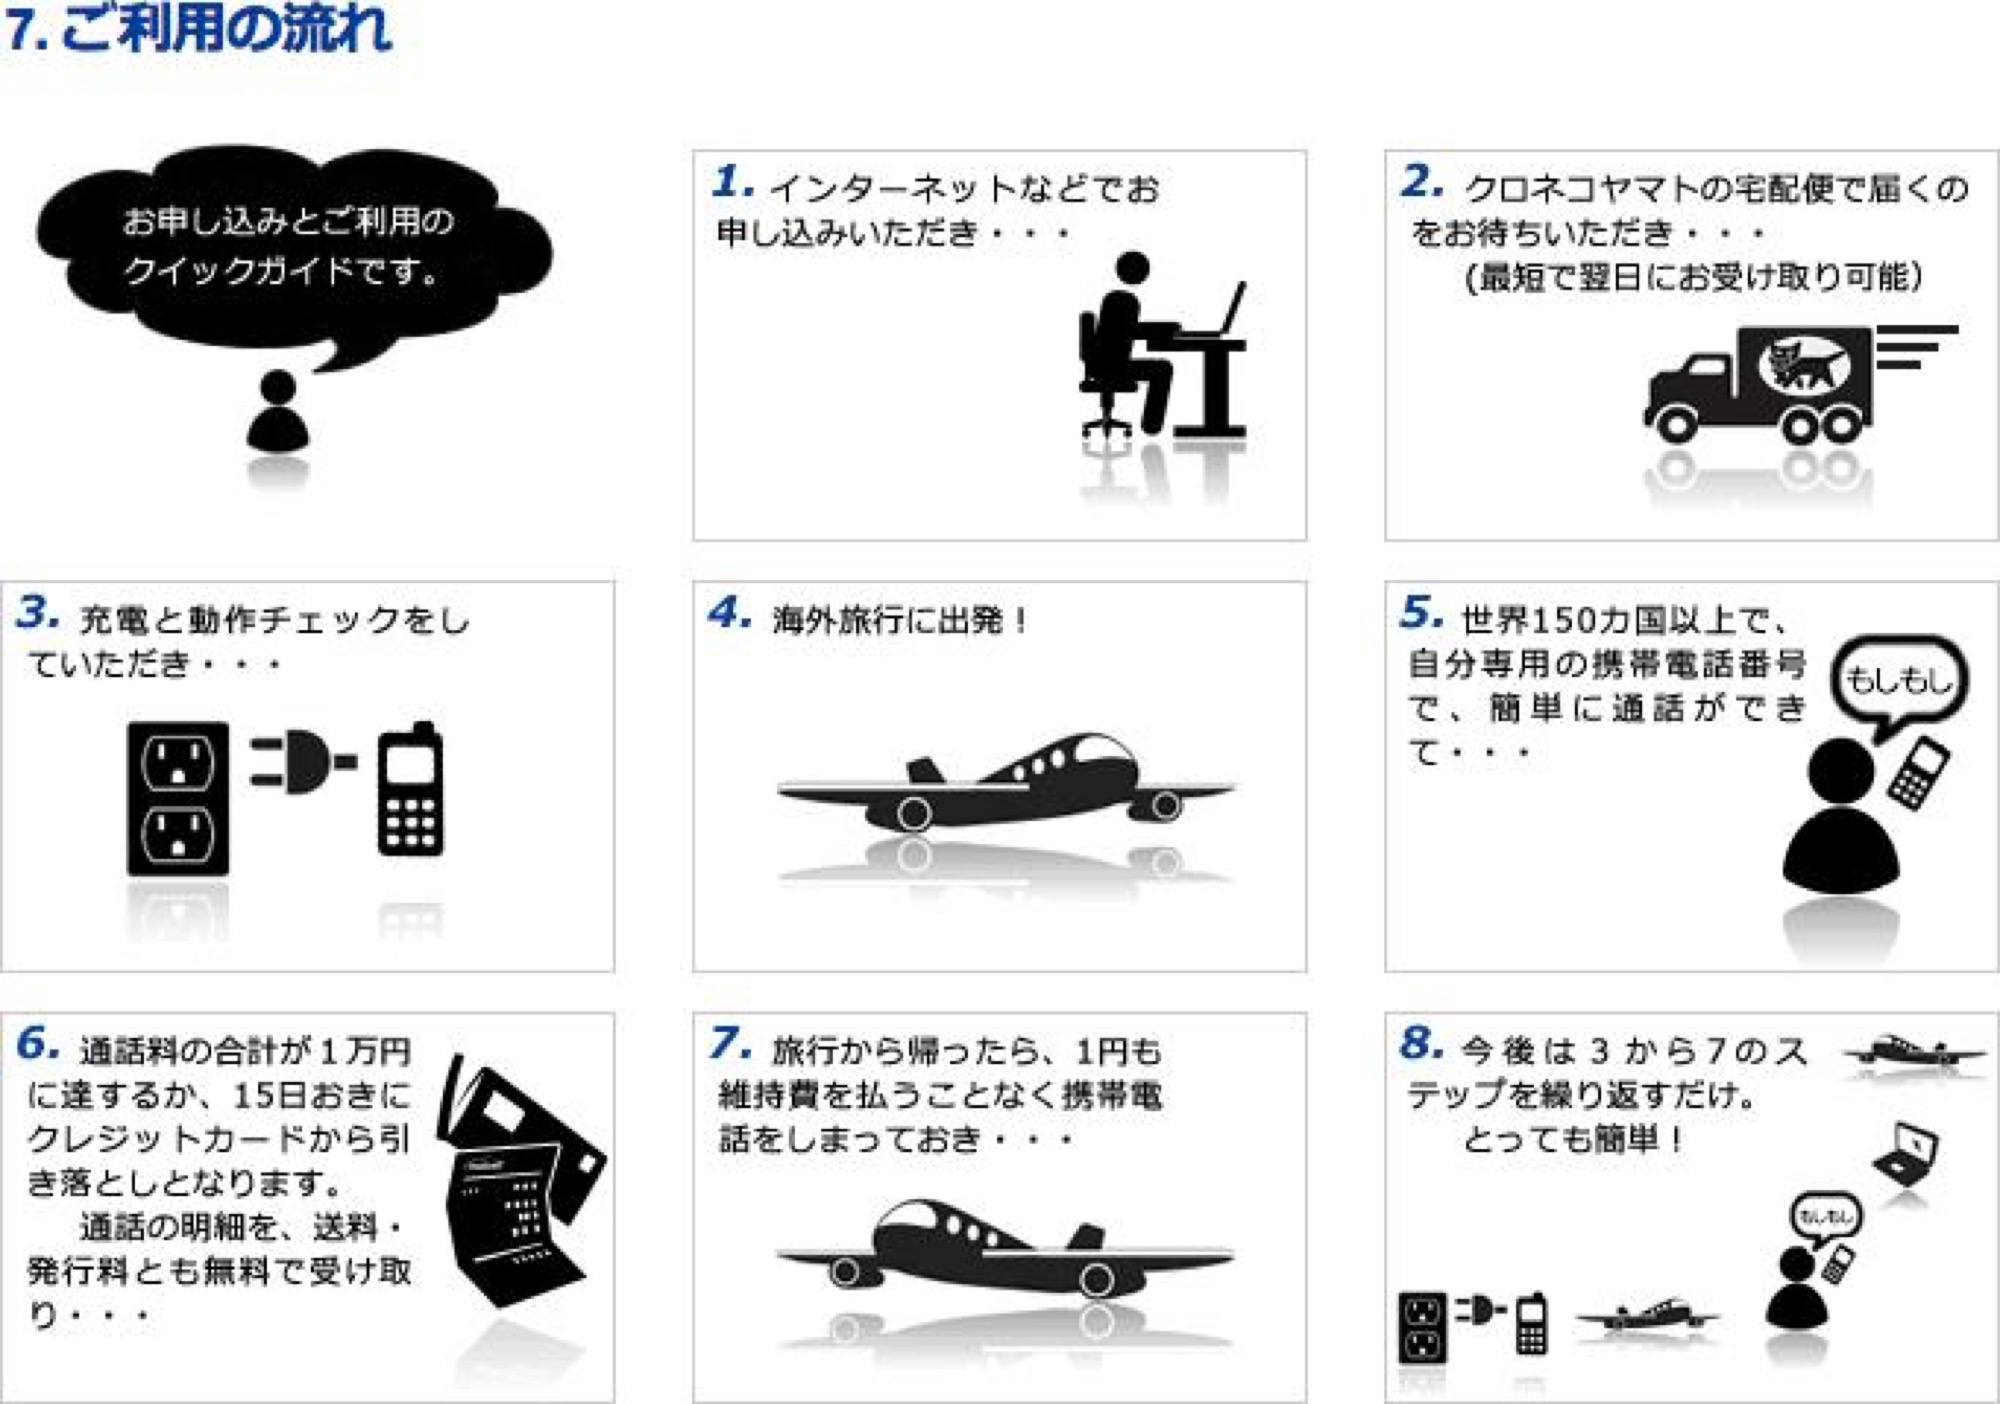 7. ご利用の流れ
お申し込みとご利用の
クイックガイドです。
1. インターネットなどでお
申し込みいただき・・・
2. クロネコヤマトの宅配便で届くの
をお待ちいただき・・・
(最短で翌日にお受け取り可能)
3. 充電と動作チェックをし
ていただき・・・
4. 海外旅行に出発！
5. 世界150カ国以上で、
自分専用の携帯電話番号
で、簡単に通話ができ
て・・・
もしもし
6. 通話料の合計が１万円
に達するか、15日おきに
クレジットカードから引
き落としとなります。
通話の明細を、送料・
発行料とも無料で受け取
り・・・
7. 旅行から帰ったら、1円も
維持費を払うことなく携帯電
話をしまっておき・・・
8. 今後は３から７のス
テップを繰り返すだけ。
とっても簡単！
もしもし